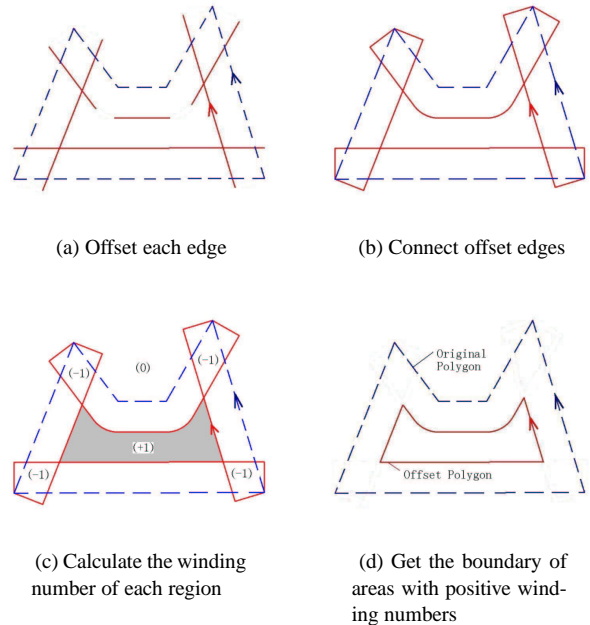 (a) Offset each edge
(b) Connect offset edges
(-1)
(0)
(-1)
(+1)
(-1)
(-1)
(c) Calculate the winding
number of each region
Original
Polygon
Offset Polygon
(d) Get the boundary of
areas with positive wind-
ing numbers